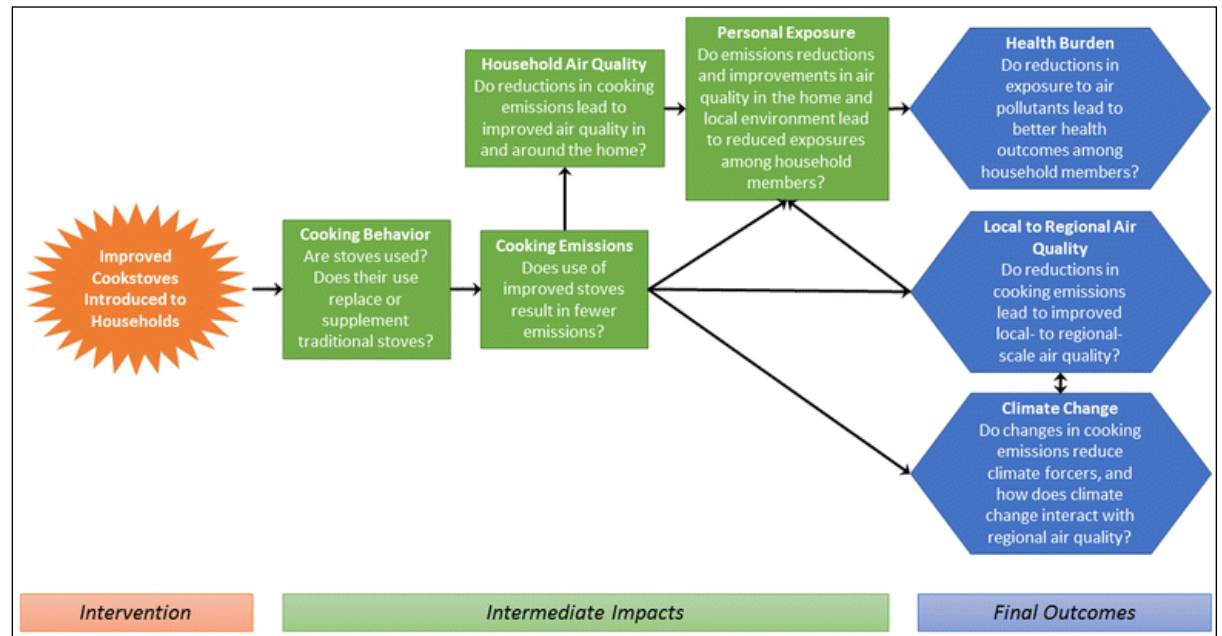 Improved
Cookstoves
Introduced to
Households
Cooking Behavior
Are stoves used?
Does their use
replace or
supplement
traditional stoves?
Cooking Emissions
Does use of
improved stoves
result in fewer
emissions?
Household Air Quality
Do reductions in cooking
emissions lead to
improved air quality in
and around the home?
Personal Exposure
Do emissions reductions
and improvements in air
quality in the home and
local environment lead
to reduced exposures
among household
members?
Health Burden
Do reductions in
exposure to air
pollutants lead to
better health
outcomes among
household members?
Local to Regional Air
Quality
Do reductions in
cooking emissions
lead to improved
local- to regional-
scale air quality?
Climate Change
Do changes in cooking
emissions reduce
climate forcers, and
how does climate
change interact with
regional air quality?
Intervention
Intermediate Impacts
Final Outcomes